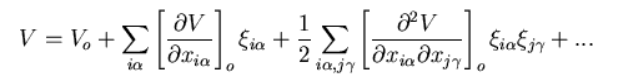 $V = V_o + \sum_{i\alpha} \left[ \frac{\partial V}{\partial x_{i\alpha}} \right]_o \xi_{i\alpha} + \frac{1}{2} \sum_{i\alpha, j\gamma} \left[ \frac{\partial^2 V}{\partial x_{i\alpha} \partial x_{j\gamma}} \right]_o \xi_{i\alpha} \xi_{j\gamma} + ...$